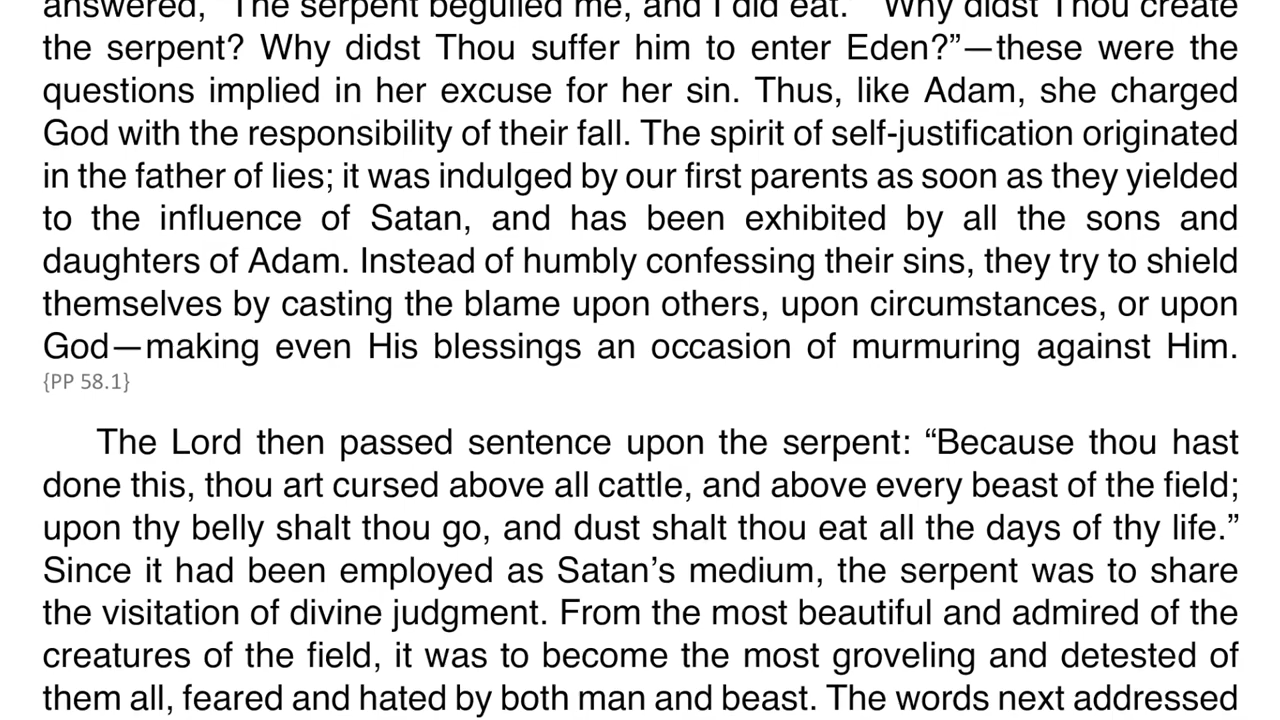 answered, “The serpent beguiled me, and I did eat.” “Why didst Thou create
the serpent? Why didst Thou suffer him to enter Eden?”—these were the
questions implied in her excuse for her sin. Thus, like Adam, she charged
God with the responsibility of their fall. The spirit of self-justification originated
in the father of lies; it was indulged by our first parents as soon as they yielded
to the influence of Satan, and has been exhibited by all the sons and
daughters of Adam. Instead of humbly confessing their sins, they try to shield
themselves by casting the blame upon others, upon circumstances, or upon
God—making even His blessings an occasion of murmuring against Him.
{PP 58.1}
The Lord then passed sentence upon the serpent: “Because thou hast
done this, thou art cursed above all cattle, and above every beast of the field;
upon thy belly shalt thou go, and dust shalt thou eat all the days of thy life.”
Since it had been employed as Satan’s medium, the serpent was to share
the visitation of divine judgment. From the most beautiful and admired of the
creatures of the field, it was to become the most groveling and detested of
them all, feared and hated by both man and beast. The words next addressed